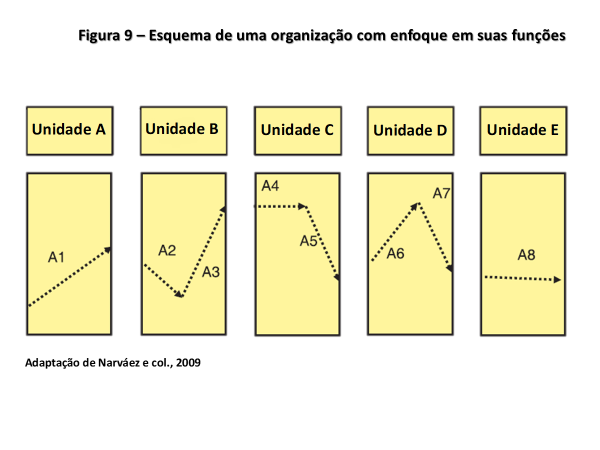 Figura 9 – Esquema de uma organização com enfoque em suas funções
Unidade A
Unidade B
Unidade C
Unidade D
Unidade E
A1
A2
A3
A4
A5
A6
A7
A8
Adaptação de Narváez e col., 2009